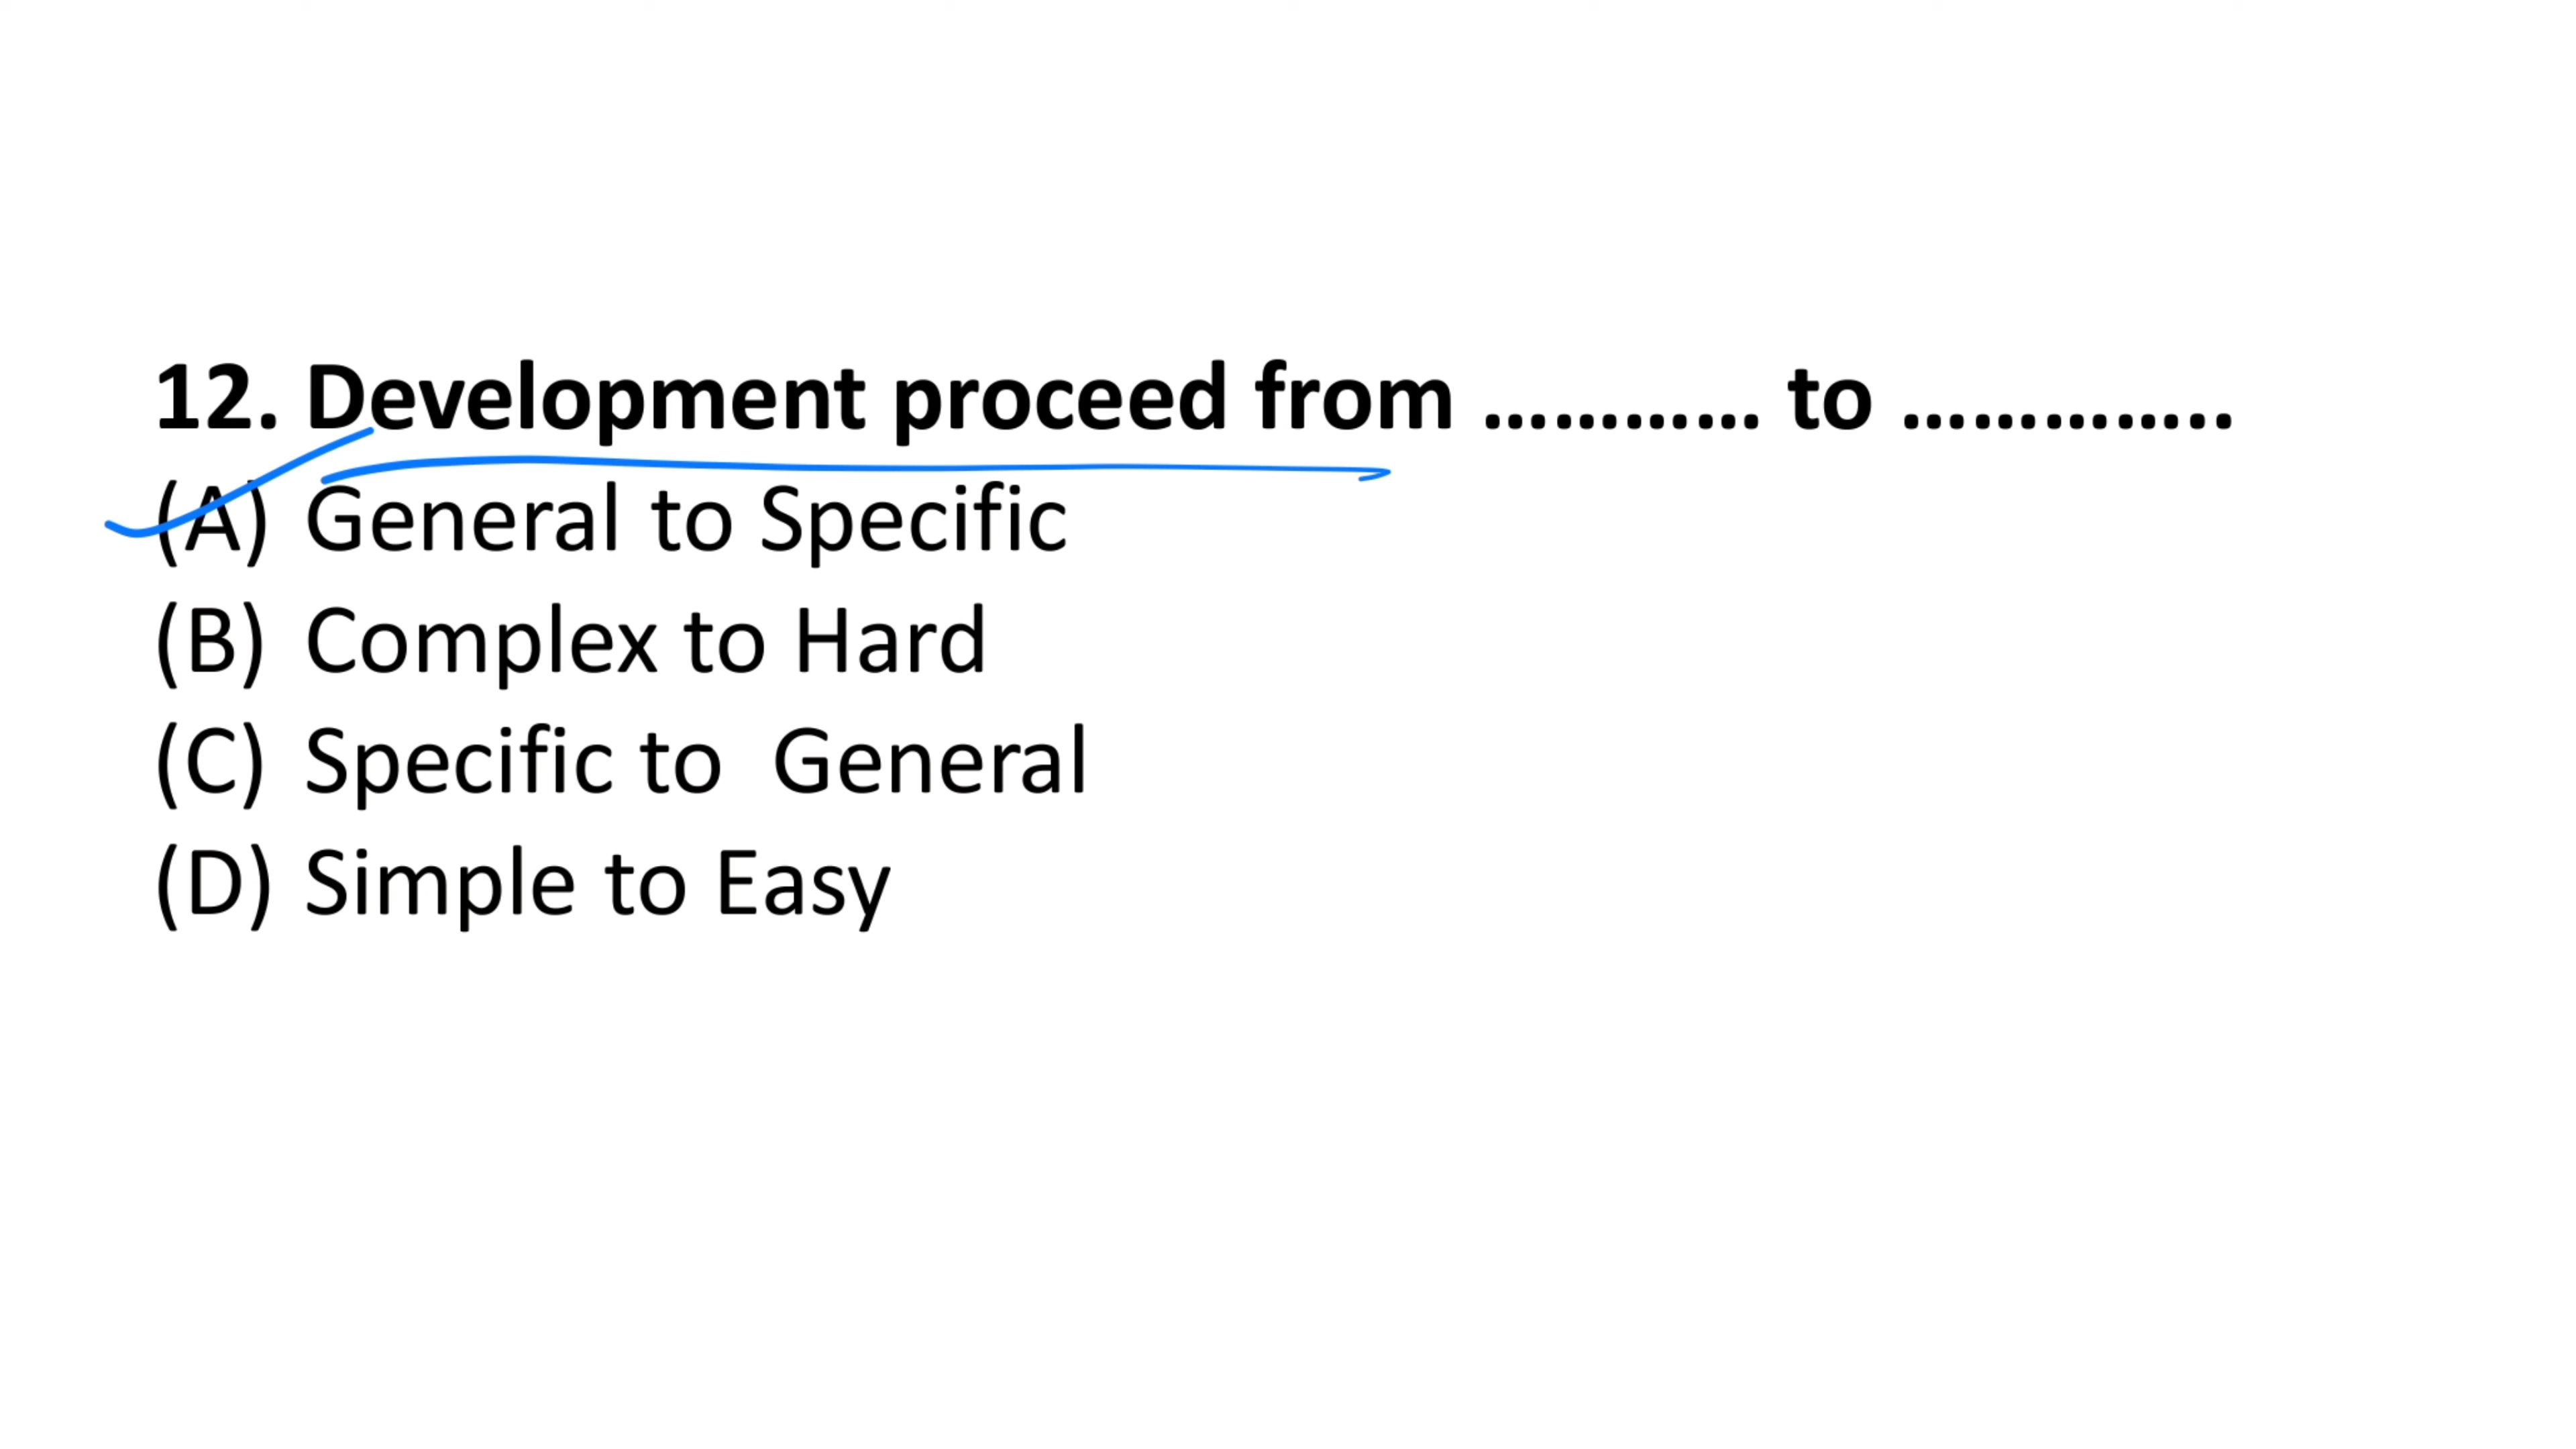 12. Development proceed from ………… to …………..
(A) General to Specific
(B) Complex to Hard
(C) Specific to General
(D) Simple to Easy